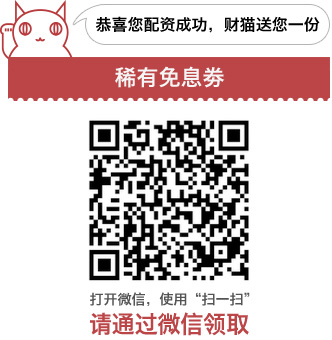 恭喜您配资成功，财猫送您一份
稀有免息券
打开微信，使用“扫一扫”
请通过微信领取